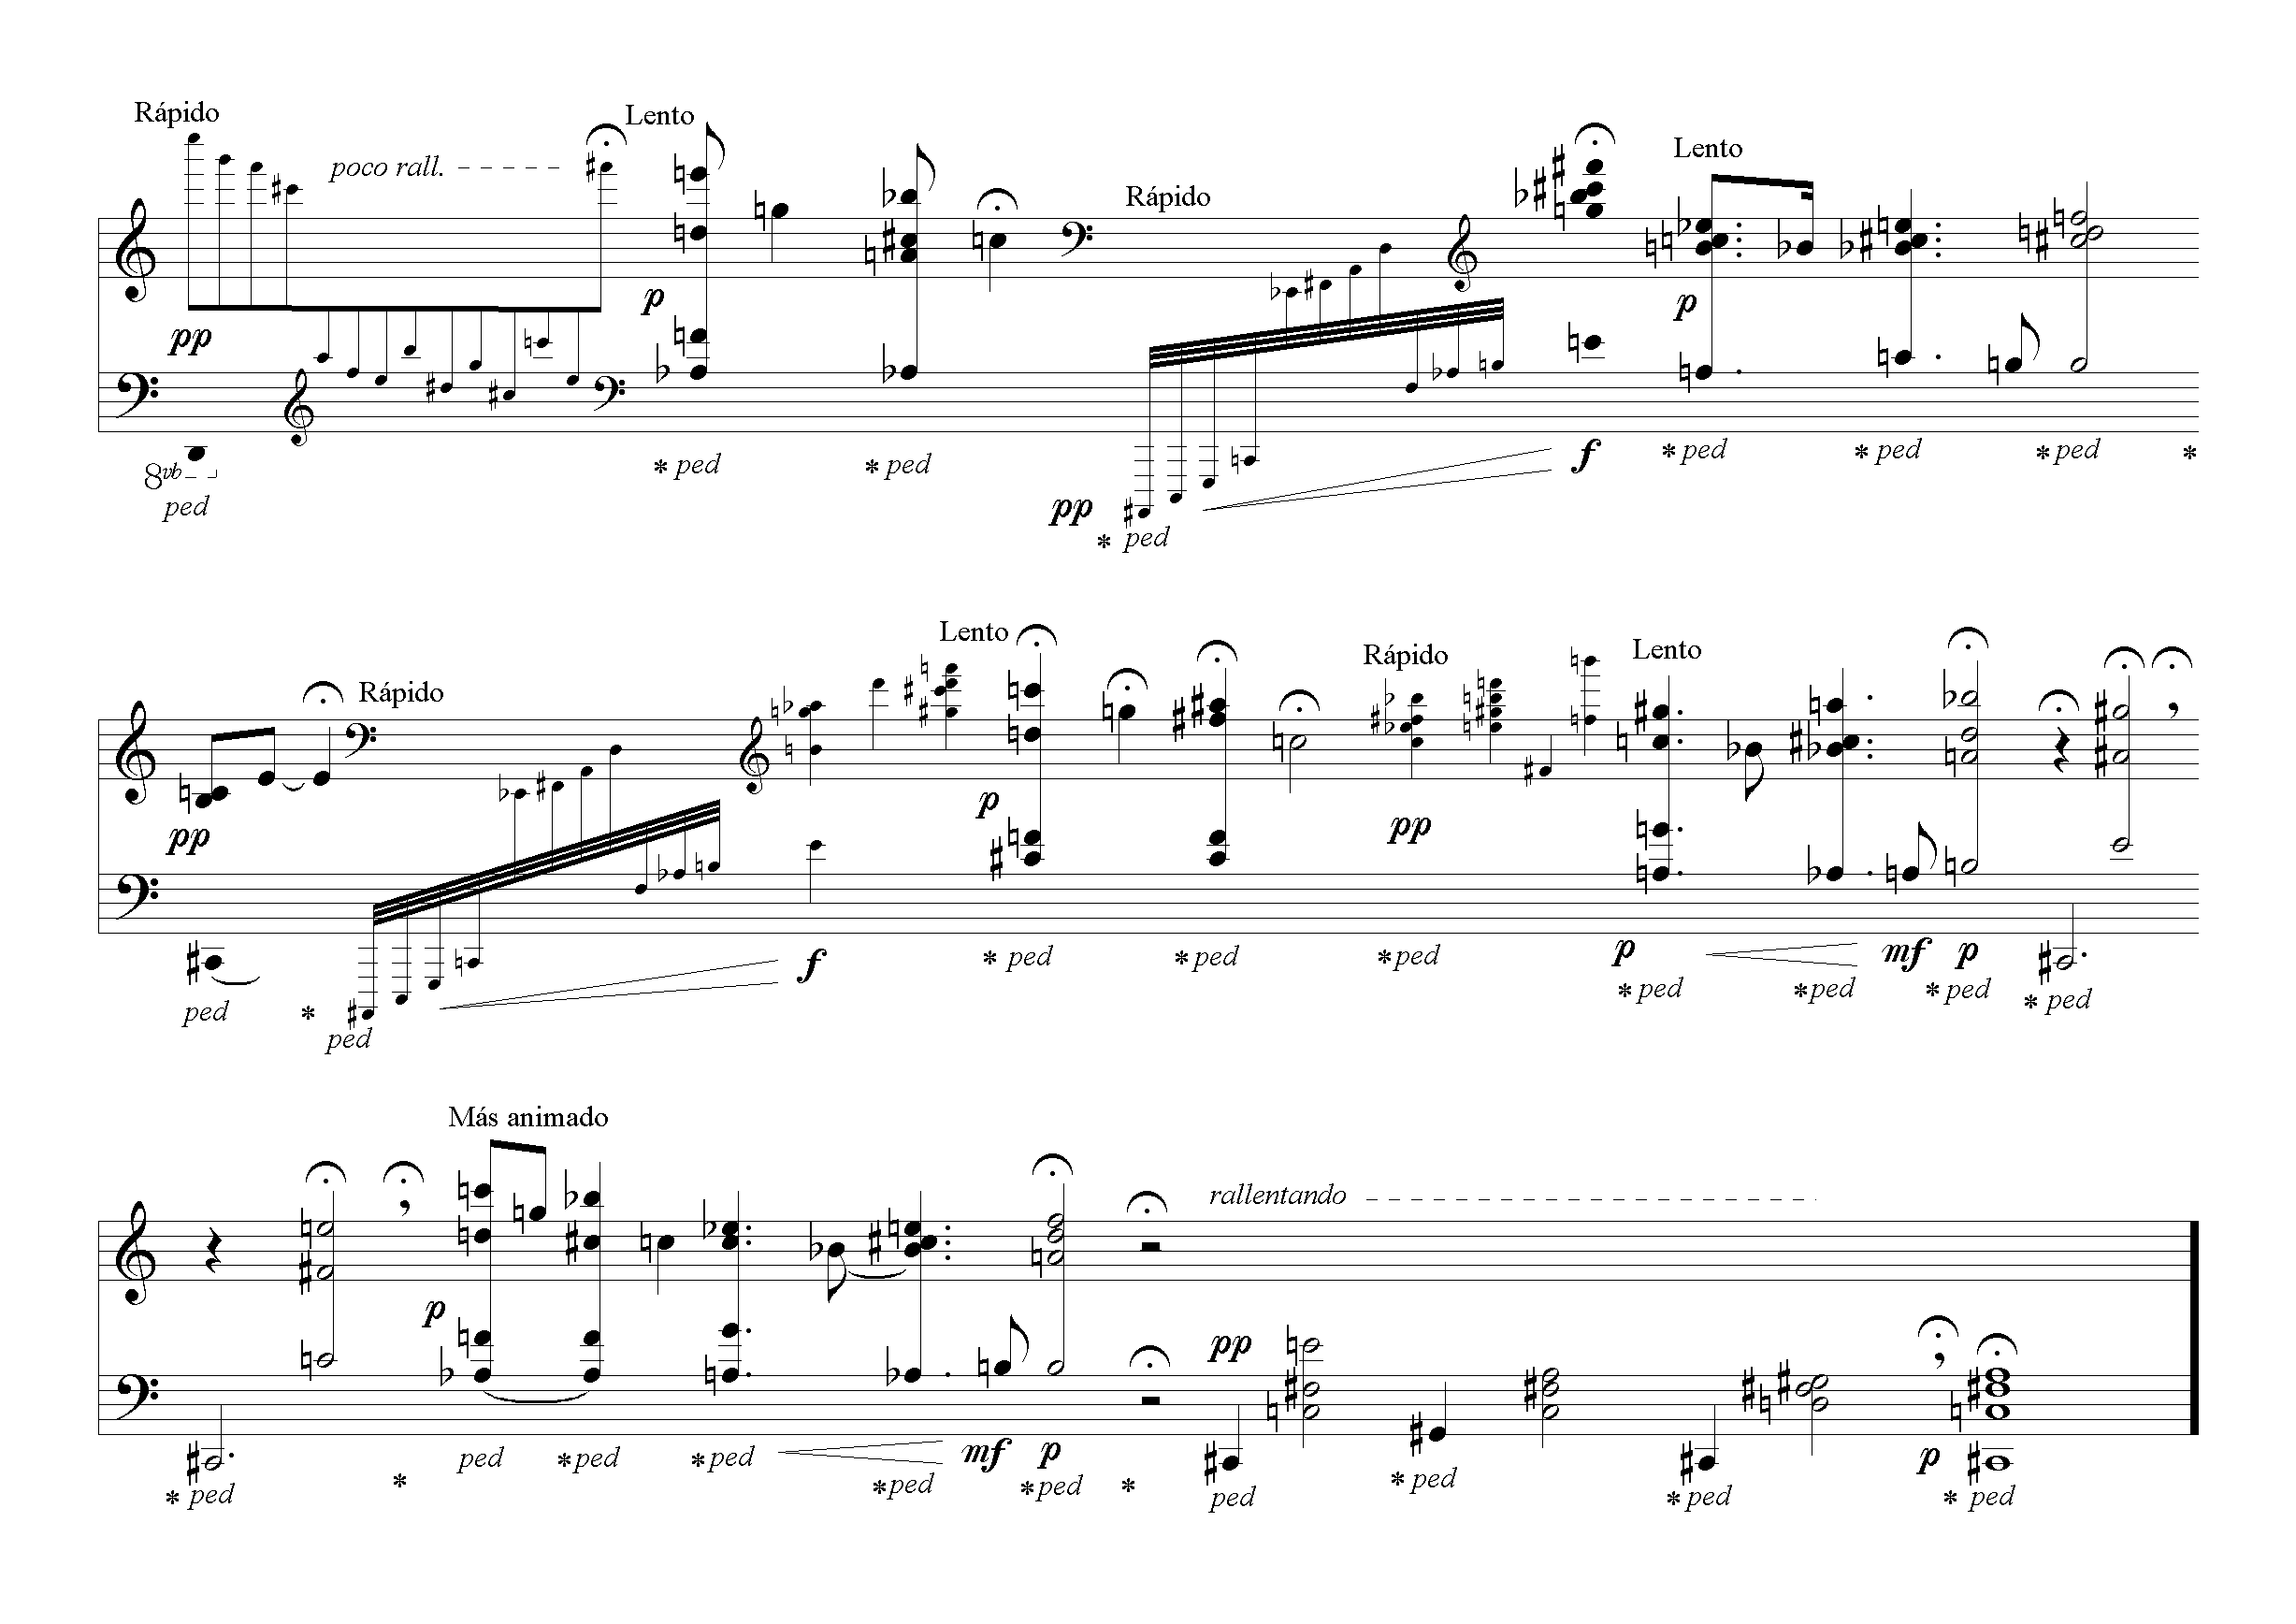 Rápido
Lento
poco rall.
Lento
Rápido
p
p
pp
8vb
f
* ped
* ped
* ped
* ped
* ped
*
ped
pp
* ped
Lento
Rápido
Lento
Rápido
p
pp
pp
f
* ped
* ped
* ped
p
mf
p
* ped
* ped
* ped
* ped
ped
*
ped
Más animado
rallentando
p
pp
ped
* ped
* ped
mf
p
p
* ped
*
* ped
* ped
*
ped
* ped
* ped
* ped